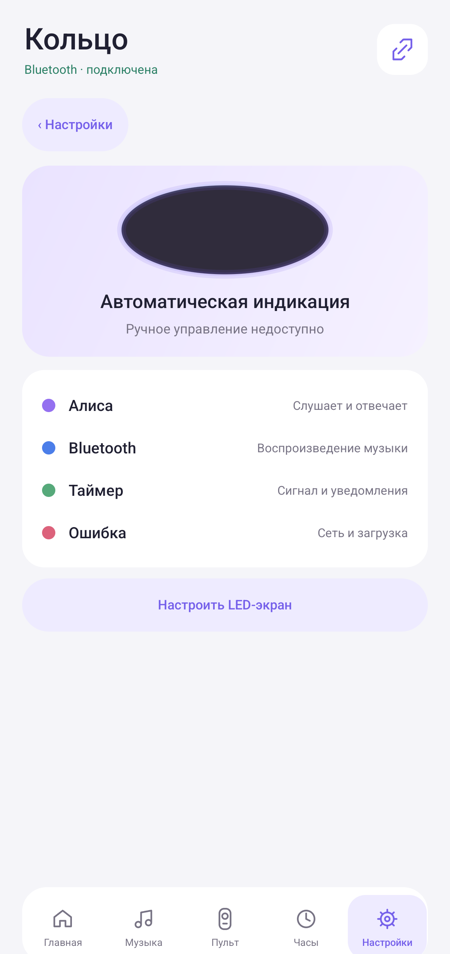 Кольцо
Bluetooth · подключена
‹ Настройки
Автоматическая индикация
Ручное управление недоступно
Алиса Слушает и отвечает
Bluetooth Воспроизведение музыки
Таймер Сигнал и уведомления
Ошибка Сеть и загрузка
Настроить LED-экран
Главная Музыка Пульт Часы Настройки